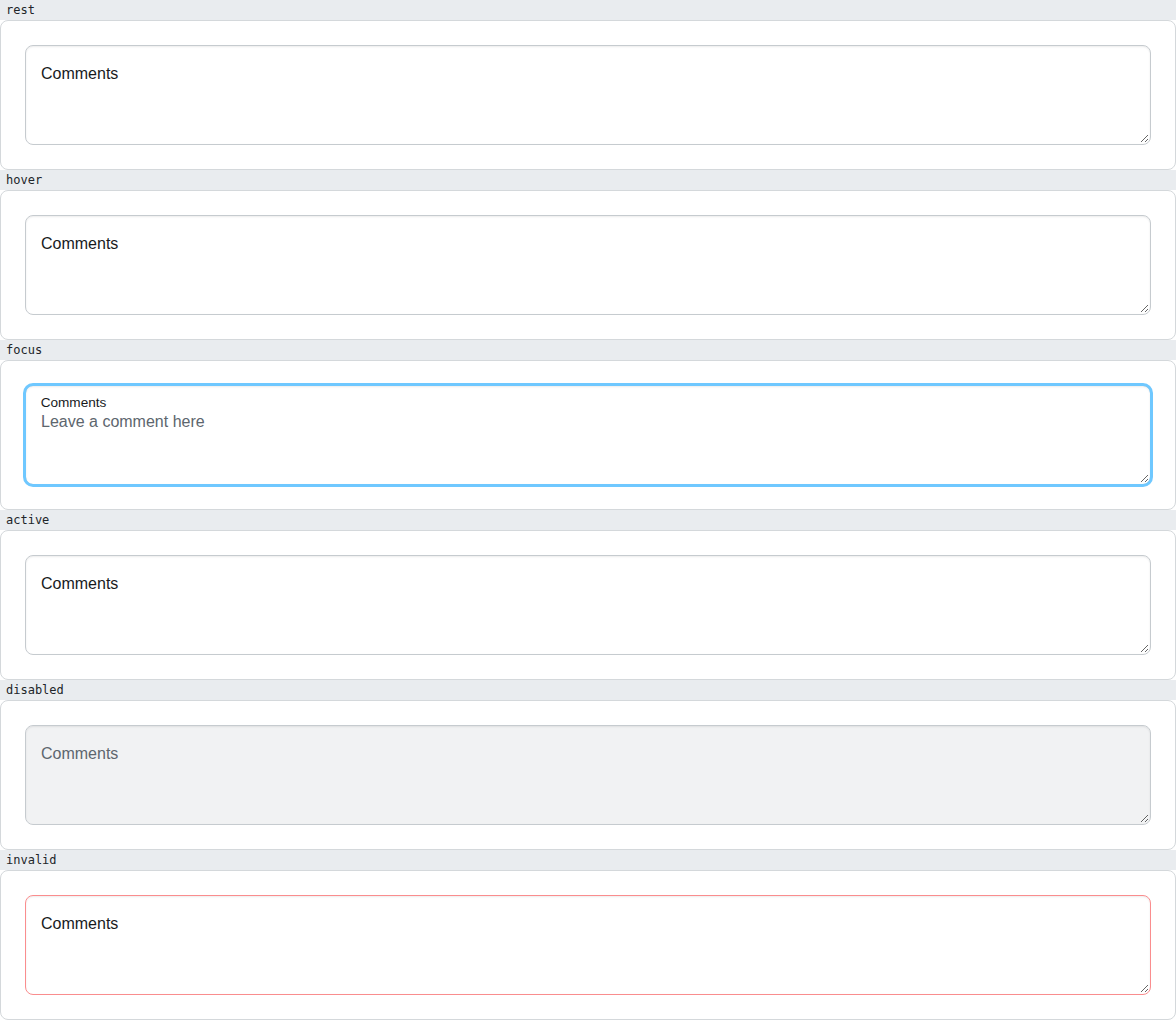 rest
Comments
hover
Comments
focus
Comments
Leave a comment here
active
Comments
disabled
Comments
invalid
Comments